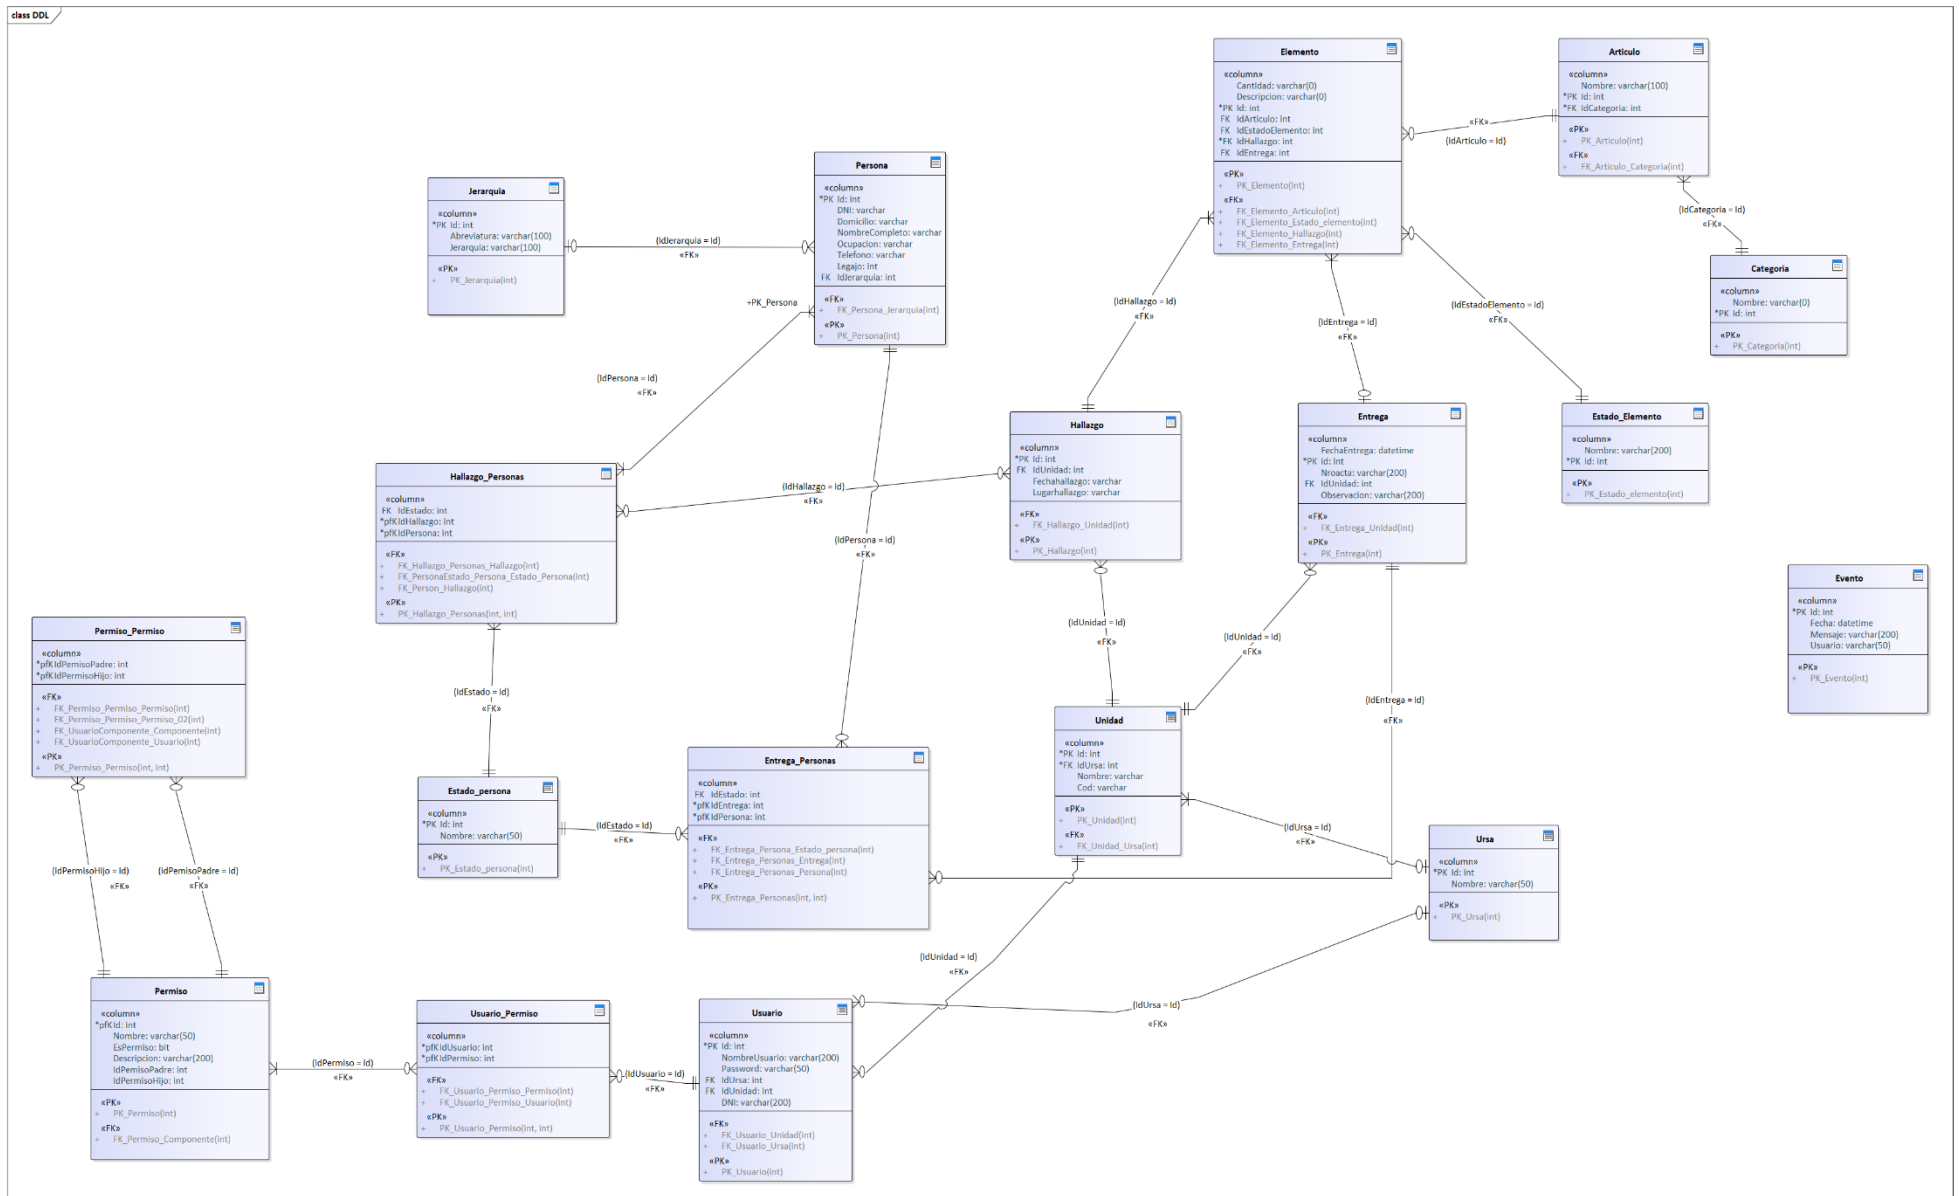 class DDL
Elemento
«column»
Cantidad: varchar(0)
Descripcion: varchar(0)
*PK Id: int
FK IdArticulo: int
FK IdEstadoElemento: int
*FK IdHallazgo: int
FK IdEntrega: int
«PK»
+ PK_Elemento(int)
«FK»
+ FK_Elemento_Articulo(int)
+ FK_Elemento_Estado_elemento(int)
+ FK_Elemento_Hallazgo(int)
+ FK_Elemento_Entrega(int)
«FK»
(IdArticulo = Id)
Articulo
«column»
Nombre: varchar(100)
*PK Id: int
*FK IdCategoria: int
«PK»
+ PK_Articulo(int)
«FK»
+ FK_Articulo_Categoria(int)
(IdCategoria = Id)
«FK»
Categoria
«column»
Nombre: varchar(0)
*PK Id: int
«PK»
+ PK_Categoria(int)
Jerarquia
«column»
*PK Id: int
Abreviatura: varchar(100)
Jerarquia: varchar(100)
«PK»
+ PK_Jerarquia(int)
(IdJerarquia = Id)
«FK»
Persona
«column»
*PK Id: int
DNI: varchar
Domicilio: varchar
NombreCompleto: varchar
Ocupacion: varchar
Telefono: varchar
Legajo: int
FK IdJerarquia: int
«FK»
+ FK_Persona_Jerarquia(int)
«PK»
+ PK_Persona(int)
+PK_Persona
(IdPersona = Id)
«FK»
(IdHallazgo = Id)
«FK»
(IdEntrega = Id)
«FK»
(IdEstadoElemento = Id)
«FK»
Hallazgo_Personas
«column»
FK IdEstado: int
*pfK IdHallazgo: int
*pfK IdPersona: int
«FK»
+ FK_Hallazgo_Personas_Hallazgo(int)
+ FK_PersonaEstado_Persona_Estado_Persona(int)
+ FK_Person_Hallazgo(int)
«PK»
+ PK_Hallazgo_Personas(int, int)
(IdHallazgo = Id)
«FK»
(IdPersona = Id)
«FK»
Hallazgo
«column»
*PK Id: int
FK IdUnidad: int
Fechahallazgo: varchar
Lugarhallazgo: varchar
«FK»
+ FK_Hallazgo_Unidad(int)
«PK»
+ PK_Hallazgo(int)
Entrega
«column»
FechaEntrega: datetime
*PK Id: int
Nroacta: varchar(200)
FK IdUnidad: int
Observacion: varchar(200)
«FK»
+ FK_Entrega_Unidad(int)
«PK»
+ PK_Entrega(int)
Estado_Elemento
«column»
Nombre: varchar(200)
*PK Id: int
«PK»
+ PK_Estado_elemento(int)
Evento
«column»
*PK Id: int
Fecha: datetime
Mensaje: varchar(200)
Usuario: varchar(50)
«PK»
+ PK_Evento(int)
Permiso_Permiso
«column»
*pfK IdPemisoPadre: int
*pfK IdPermisoHijo: int
«FK»
+ FK_Permiso_Permiso_Permiso(int)
+ FK_Permiso_Permiso_Permiso_02(int)
+ FK_UsuarioComponente_Componente(int)
+ FK_UsuarioComponente_Usuario(int)
«PK»
+ PK_Permiso_Permiso(int, int)
(IdEstado = Id)
«FK»
(IdUnidad = Id)
«FK»
(IdUnidad = Id)
«FK»
(IdEntrega = Id)
«FK»
Unidad
«column»
*PK Id: int
*FK IdUrsa: int
Nombre: varchar
Cod: varchar
«PK»
+ PK_Unidad(int)
«FK»
+ FK_Unidad_Ursa(int)
Estado_persona
«column»
*PK Id: int
Nombre: varchar(50)
«PK»
+ PK_Estado_persona(int)
(IdEstado = Id)
«FK»
Entrega_Personas
«column»
FK IdEstado: int
*pfK IdEntrega: int
*pfK IdPersona: int
«FK»
+ FK_Entrega_Persona_Estado_persona(int)
+ FK_Entrega_Personas_Entrega(int)
+ FK_Entrega_Personas_Persona(int)
«PK»
+ PK_Entrega_Personas(int, int)
(IdUrsa = Id)
«FK»
Ursa
«column»
*PK Id: int
Nombre: varchar(50)
«PK»
+ PK_Ursa(int)
(IdPermisoHijo = Id)
«FK»
(IdPemisoPadre = Id)
«FK»
(IdUnidad = Id)
«FK»
(IdUrsa = Id)
«FK»
Permiso
«column»
*pfK Id: int
Nombre: varchar(50)
EsPermiso: bit
Descripcion: varchar(200)
IdPemisoPadre: int
IdPermisoHijo: int
«PK»
+ PK_Permiso(int)
«FK»
+ FK_Permiso_Componente(int)
(IdPermiso = Id)
«FK»
Usuario_Permiso
«column»
*pfK IdUsuario: int
*pfK IdPermiso: int
«FK»
+ FK_Usuario_Permiso_Permiso(int)
+ FK_Usuario_Permiso_Usuario(int)
«PK»
+ PK_Usuario_Permiso(int, int)
(IdUsuario = Id)
«FK»
Usuario
«column»
*PK Id: int
NombreUsuario: varchar(200)
Password: varchar(50)
FK IdUrsa: int
FK IdUnidad: int
DNI: varchar(200)
«FK»
+ FK_Usuario_Unidad(int)
+ FK_Usuario_Ursa(int)
«PK»
+ PK_Usuario(int)